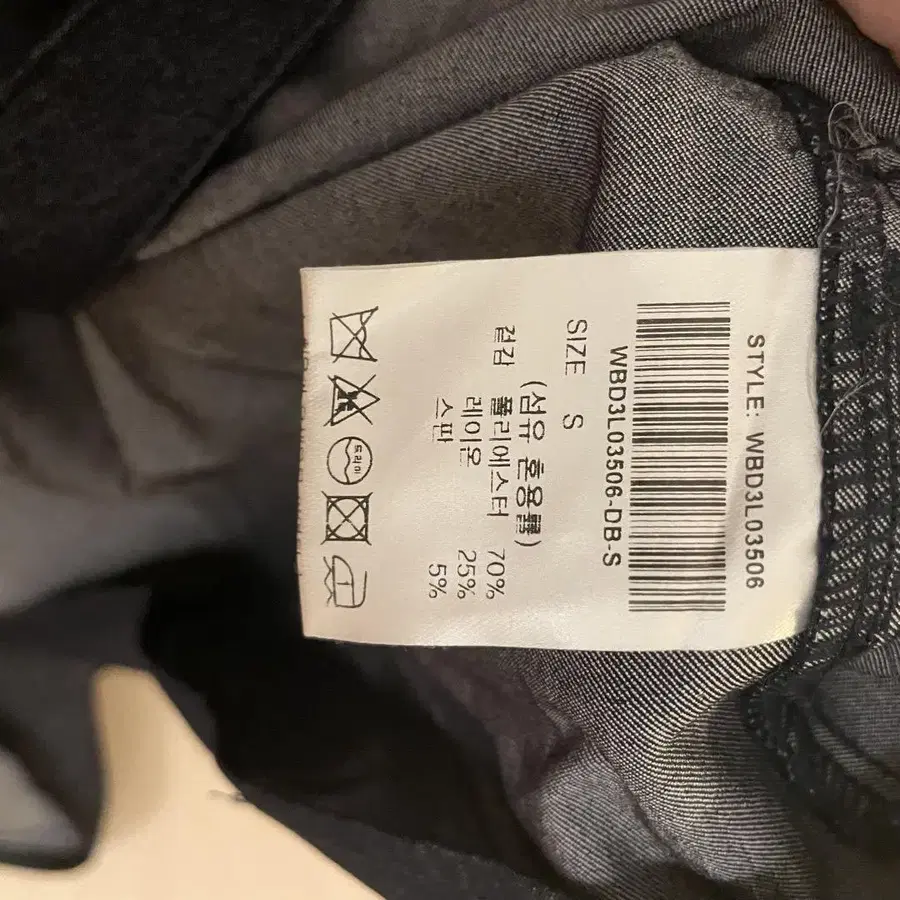 STYLE: WBD3L03506
WBD3L03506-DB-S
SIZE S
(섬유 혼용률)
겉감 폴리에스터 70%
레이온 25%
스판 5%
드라이